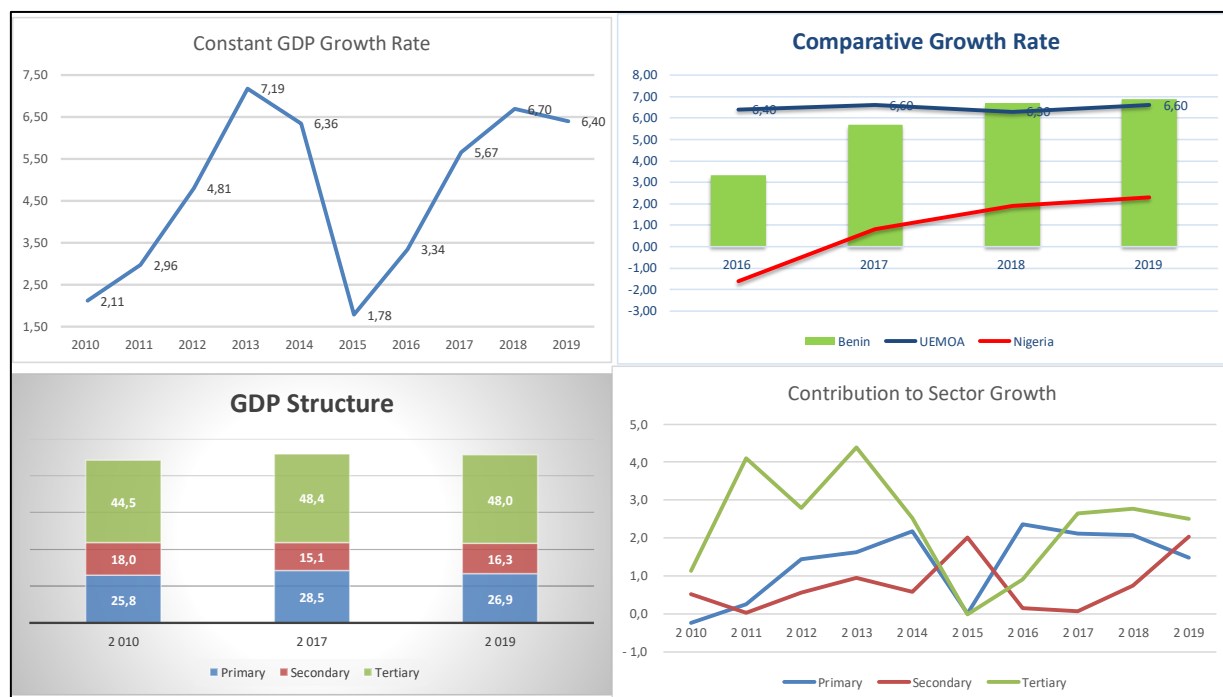 Constant GDP Growth Rate
7,50
6,50
5,50
4,50
3,50
2,50
1,50
2,11
2,96
4,81
7,19
6,36
1,78
3,34
5,67
6,70
6,40
2010 2011 2012 2013 2014 2015 2016 2017 2018 2019
Comparative Growth Rate
8,00
7,00
6,00
5,00
4,00
3,00
2,00
1,00
0,00
-1,00
-2,00
-3,00
6,40 6,60 6,30 6,60
2016 2017 2018 2019
Benin UEMOA Nigeria
GDP Structure
44,5 48,4 48,0
18,0 15,1 16,3
25,8 28,5 26,9
2 010 2 017 2 019
Primary Secondary Tertiary
Contribution to Sector Growth
5,0
4,0
3,0
2,0
1,0
0,0
- 1,0
2 010 2 011 2 012 2 013 2 014 2 015 2 016 2 017 2 018 2 019
Primary Secondary Tertiary